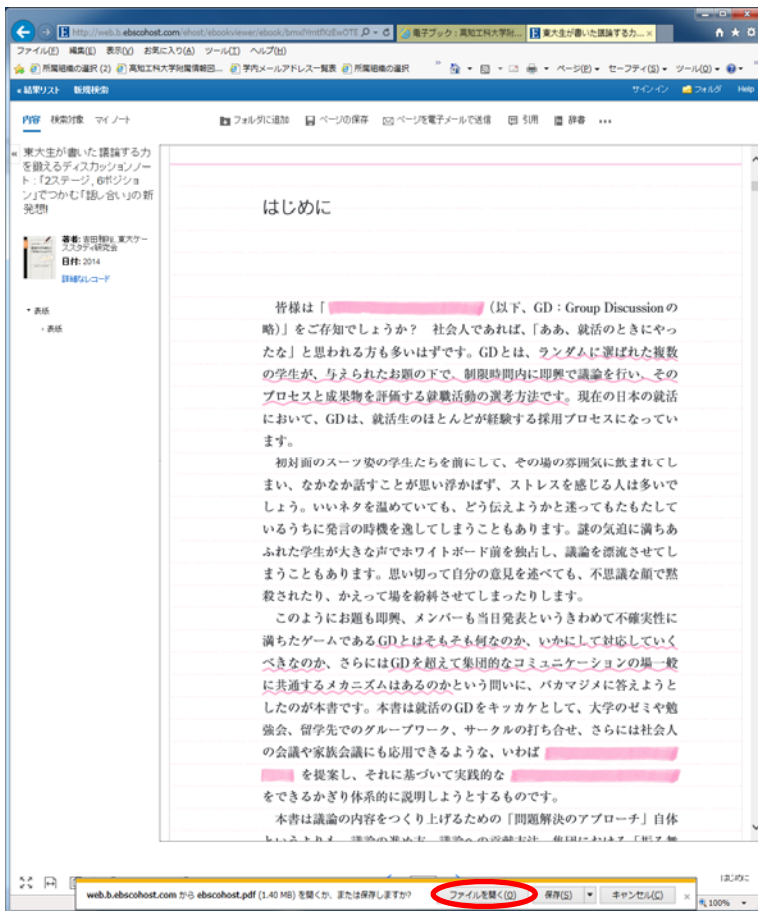 http://web.b.ebscohost.com/ehost/ebookviewer/ebook/
電子ブック：高知工科大学附...
東大生が書いた議論する力... ×
ファイル(F) 編集(E) 表示(V) お気に入り(A) ツール(T) ヘルプ(H)
所属組織の選択 (2) 高知工科大学附属情報図... 学内メールアドレス一覧表 所属組織の選択 ページ(P) セーフティ(S) ツール(O)
«結果リスト 新規検索 サインイン フォルダ Help
内容 検索対象 マイノート フォルダに追加 ページの保存 ページを電子メールで送信 引用 辞書 •••
« 東大生が書いた議論する力
を鍛えるディスカッションノー
ト：「2ステージ, 6ポジショ
ン」でつかむ「話し合い」の新
発想!
著者: 吉田雅裕, 東大ケー
ススタディ研究会
日付: 2014
詳細なレコード
表紙
表紙
はじめに
皆様は「 （以下、GD：Group Discussionの
略）」をご存知でしょうか？ 社会人であれば、「ああ、就活のときにやっ
たな」と思われる方も多いはずです。GDとは、ランダムに選ばれた複数
の学生が、与えられたお題の下で、制限時間内に即興で議論を行い、その
プロセスと成果物を評価する就職活動の選考方法です。現在の日本の就活
において、GDは、就活生のほとんどが経験する採用プロセスになってい
ます。
初対面のスーツ姿の学生たちを前にして、その場の雰囲気に飲まれてし
まい、なかなか話すことが思い浮かばず、ストレスを感じる人は多いで
しょう。いいネタを温めていても、どう伝えようかと迷ってもたもたして
いるうちに発言の時機を逸してしまうこともあります。謎の気迫に満ちあ
ふれた学生が大きな声でホワイトボード前を独占し、議論を漂流させてし
まうこともあります。思い切って自分の意見を述べても、不思議な顔で黙
殺されたり、かえって場を紛糾させてしまったりします。
このようにお題も即興、メンバーも当日発表というきわめて不確実性に
満ちたゲームであるGDとはそもそも何なのか、いかにして対応していく
べきなのか、さらにはGDを超えて集団的なコミュニケーションの場一般
に共通するメカニズムはあるのかという問いに、バカマジメに答えようと
したのが本書です。本書は就活のGDをキッカケとして、大学のゼミや勉
強会、留学先でのグループワーク、サークルの打ち合せ、さらには社会人
の会議や家族会議にも応用できるような、いわば
を提案し、それに基づいて実践的な
をできるかぎり体系的に説明しようとするものです。
本書は議論の内容をつくり上げるための「問題解決のアプローチ」自体
はじめに
web.b.ebscohost.com から ebscohost.pdf (1.40 MB) を開くか、または保存しますか? ファイルを開く(O) 保存(S) キャンセル(C) ×
100%